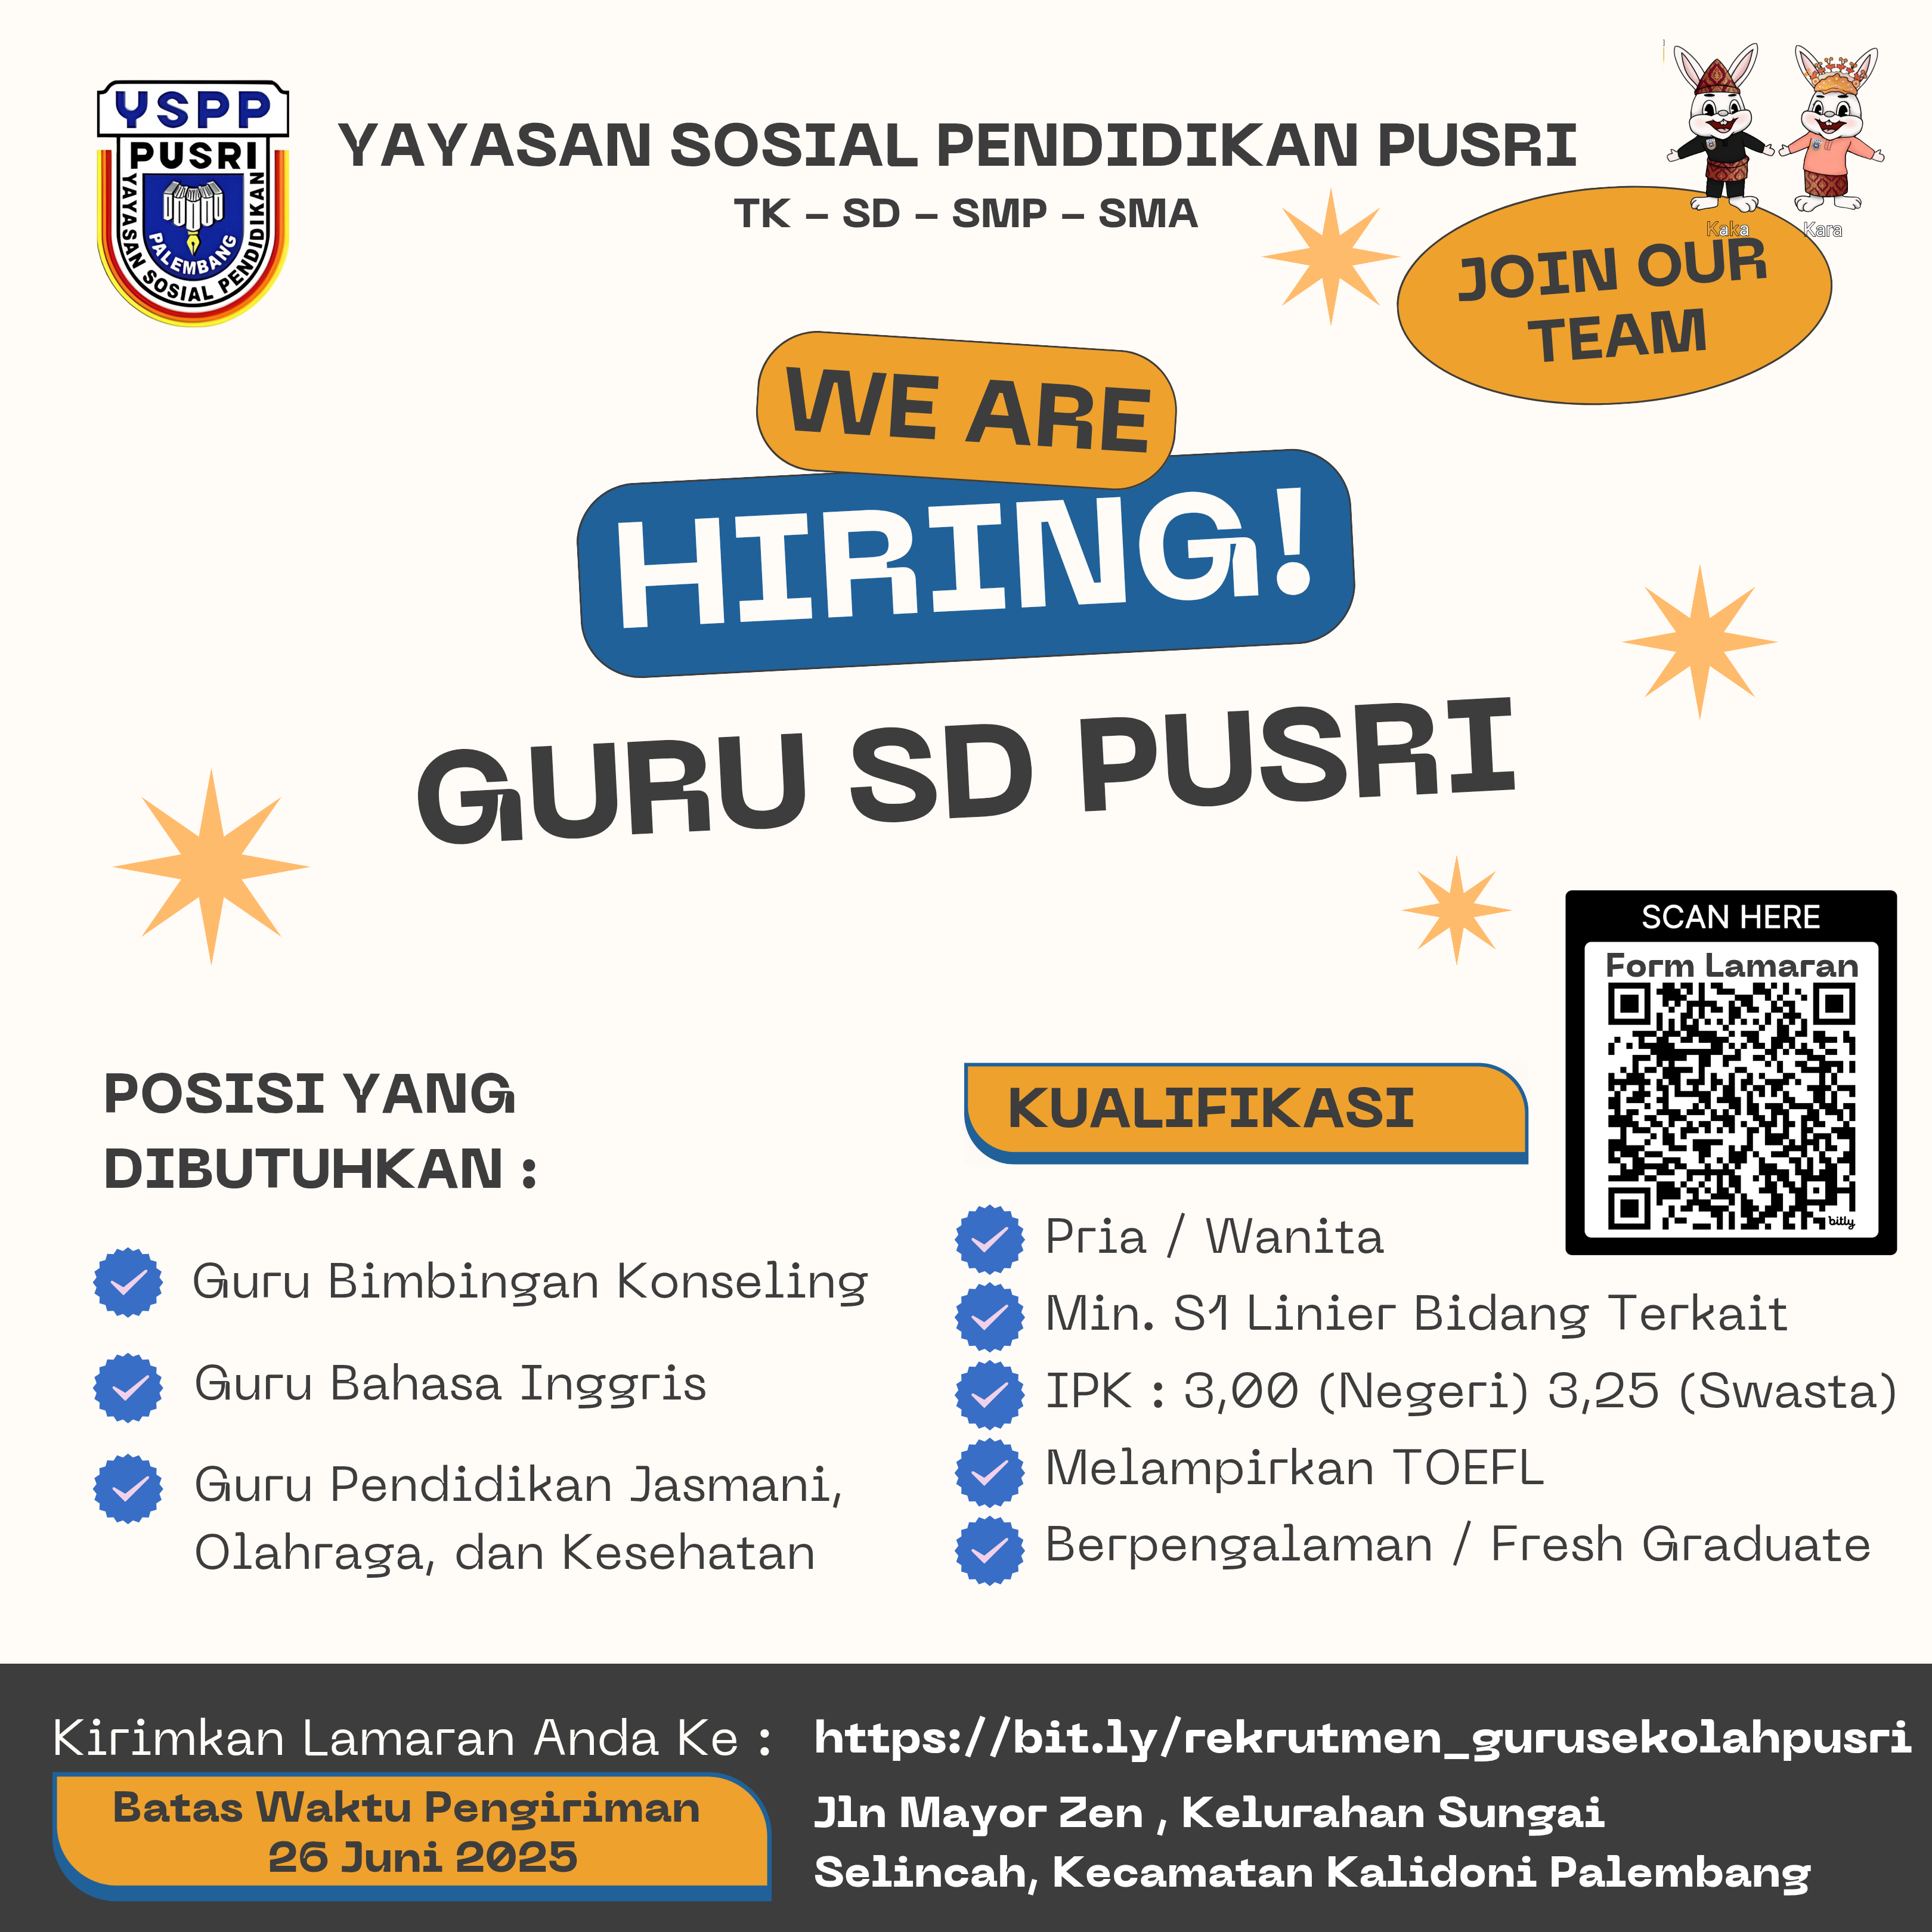 YSPP
PUSRI
YAYASAN SOSIAL PENDIDIKAN
PALEMBANG
YAYASAN SOSIAL PENDIDIKAN PUSRI
TK – SD – SMP – SMA
Kaka
Kara
JOIN OUR
TEAM
WE ARE
HIRING!
GURU SD PUSRI
SCAN HERE
Form Lamaran
bitly
POSISI YANG
DIBUTUHKAN :
Guru Bimbingan Konseling
Guru Bahasa Inggris
Guru Pendidikan Jasmani,
Olahraga, dan Kesehatan
KUALIFIKASI
Pria / Wanita
Min. S1 Linier Bidang Terkait
IPK : 3,00 (Negeri) 3,25 (Swasta)
Melampirkan TOEFL
Berpengalaman / Fresh Graduate
Kirimkan Lamaran Anda Ke :
https://bit.ly/rekrutmen_gurusekolahpusri
Batas Waktu Pengiriman
26 Juni 2025
Jln Mayor Zen , Kelurahan Sungai
Selincah, Kecamatan Kalidoni Palembang